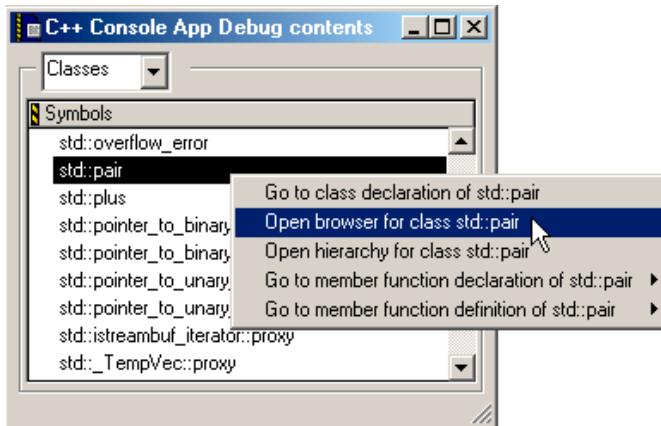 C++ Console App Debug contents
Classes
Symbols
std::overflow_error
std::pair
std::plus
std::pointer_to_binary
std::pointer_to_binary
std::pointer_to_unary
std::pointer_to_unary
std::istreambuf_iterator::proxy
std::_TempVec::proxy
Go to class declaration of std::pair
Open browser for class std::pair
Open hierarchy for class std::pair
Go to member function declaration of std::pair
Go to member function definition of std::pair